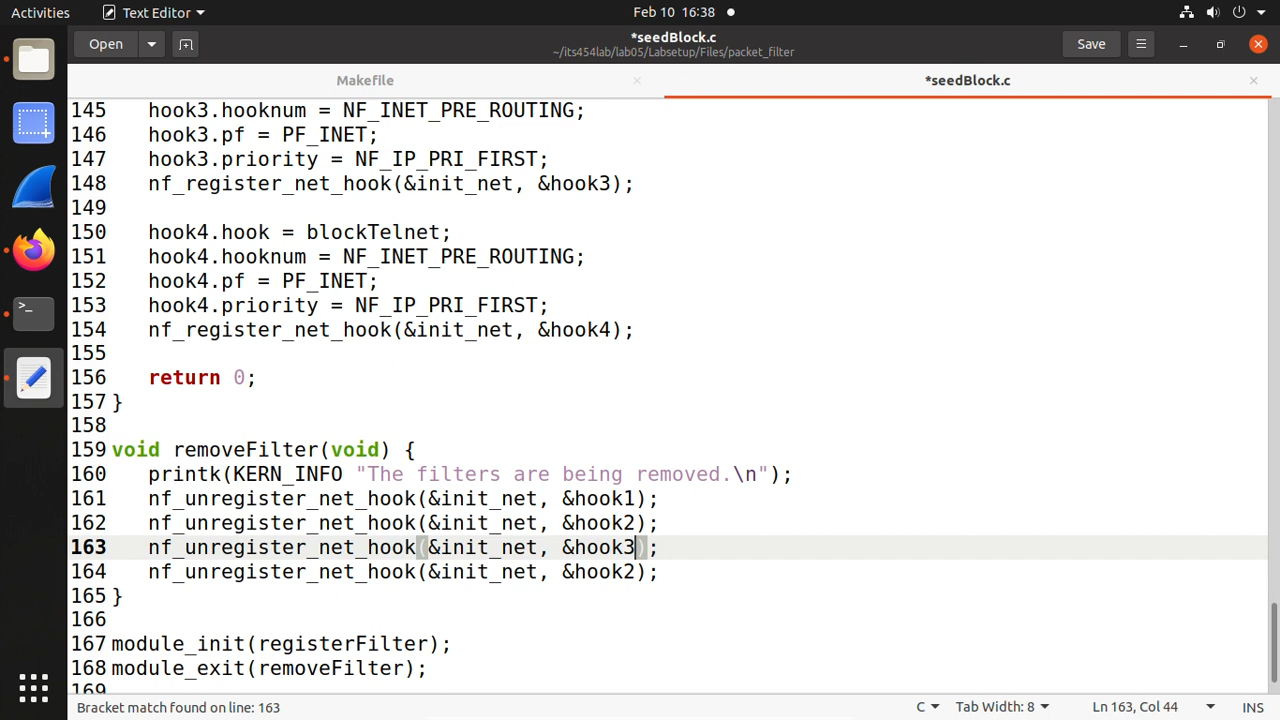 Activities
Text Editor
Feb 10 16:38
Open
*seedBlock.c
~/its454lab/lab05/Labsetup/Files/packet_filter
Save
Makefile
*seedBlock.c
145 hook3.hooknum = NF_INET_PRE_ROUTING;
146 hook3.pf = PF_INET;
147 hook3.priority = NF_IP_PRI_FIRST;
148 nf_register_net_hook(&init_net, &hook3);
149
150 hook4.hook = blockTelnet;
151 hook4.hooknum = NF_INET_PRE_ROUTING;
152 hook4.pf = PF_INET;
153 hook4.priority = NF_IP_PRI_FIRST;
154 nf_register_net_hook(&init_net, &hook4);
155
156 return 0;
157 }
158
159 void removeFilter(void) {
160 printk(KERN_INFO "The filters are being removed.\n");
161 nf_unregister_net_hook(&init_net, &hook1);
162 nf_unregister_net_hook(&init_net, &hook2);
163 nf_unregister_net_hook(&init_net, &hook3);
164 nf_unregister_net_hook(&init_net, &hook2);
165 }
166
167 module_init(registerFilter);
168 module_exit(removeFilter);
169
Bracket match found on line: 163
C
Tab Width: 8
Ln 163, Col 44
INS